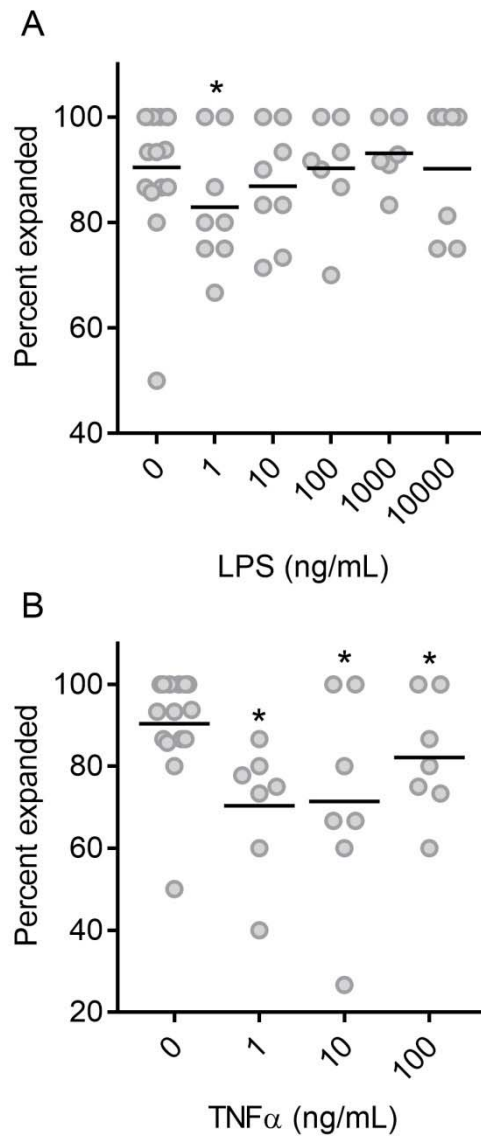 A
*
100
80
60
40
Percent expanded
0 1 10 100 1000 10000
LPS (ng/mL)
B
* * *
100
80
60
40
20
Percent expanded
0 1 10 100
TNFα (ng/mL)